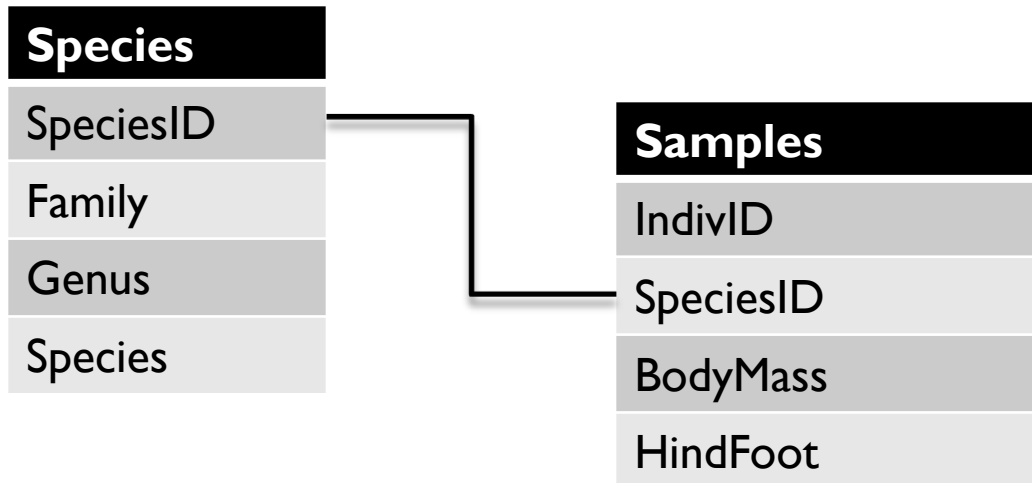 Species
SpeciesID
Family
Genus
Species
Samples
IndivID
SpeciesID
BodyMass
HindFoot